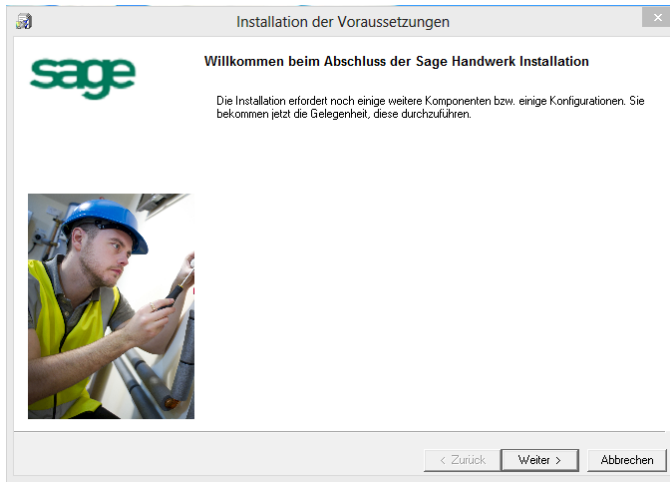 Installation der Voraussetzungen
sage
Willkommen beim Abschluss der Sage Handwerk Installation
Die Installation erfordert noch einige weitere Komponenten bzw. einige Konfigurationen. Sie
bekommen jetzt die Gelegenheit, diese durchzuführen.
< Zurück
Weiter >
Abbrechen